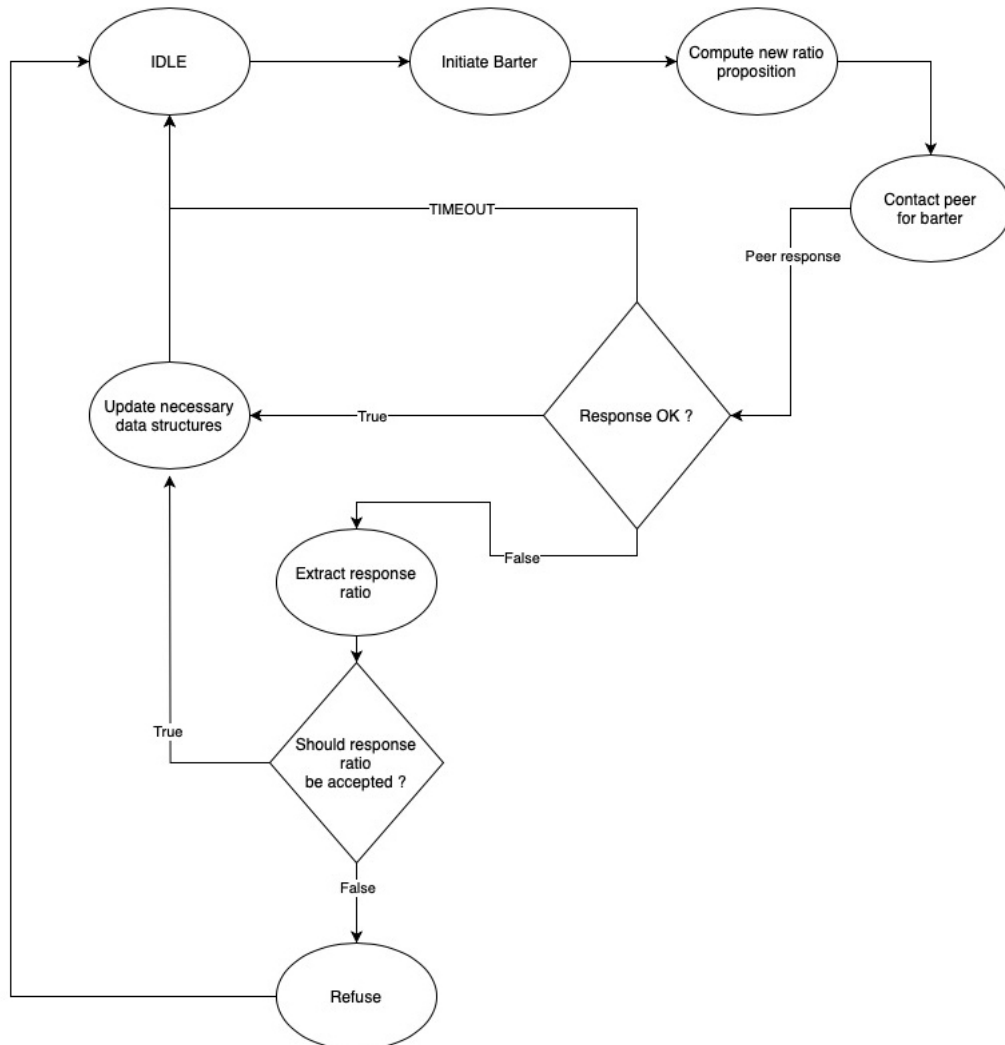 IDLE
Initiate Barter
Compute new ratio
proposition
Contact peer
for barter
TIMEOUT
Peer response
Update necessary
data structures
True
Response OK ?
False
Extract response
ratio
True
Should response
ratio
be accepted ?
False
Refuse